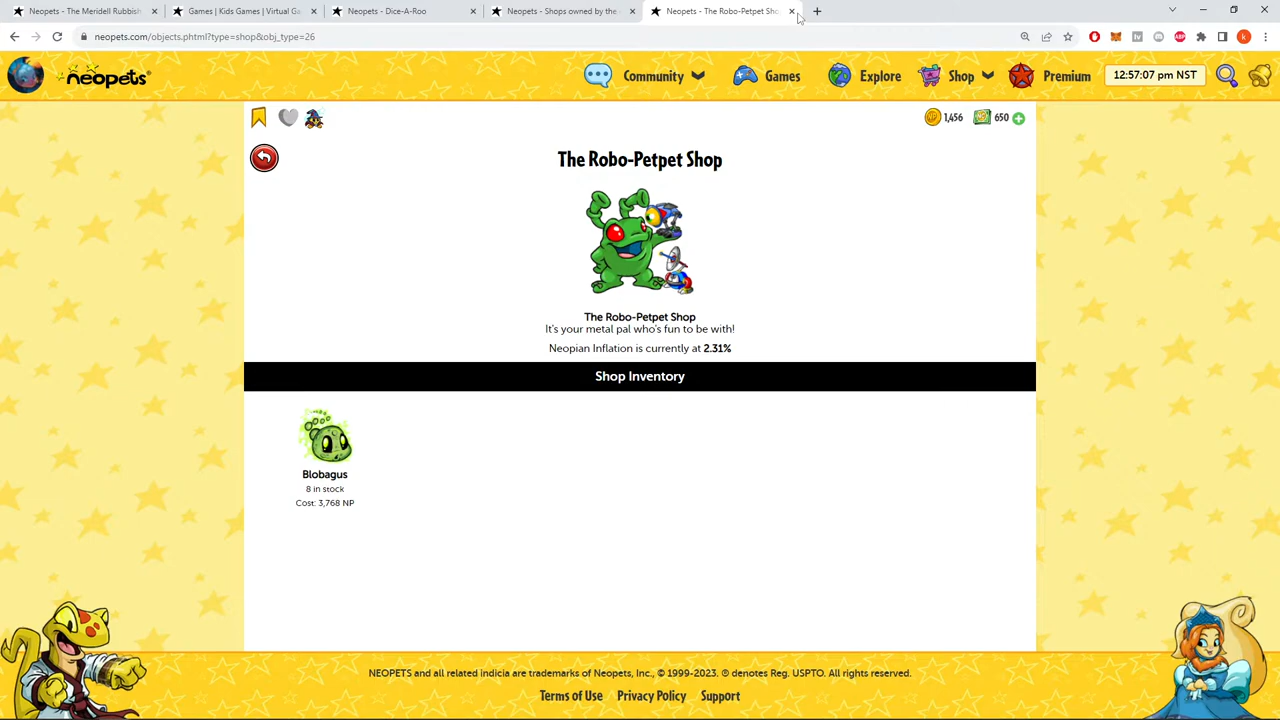 Neopets - The Meridell Rubbish
Games | Kids Games | Virtual Ga
Neopets - Dice-A-Roo
Neopets - Shops owned by the
Neopets - The Robo-Petpet Sho
neopets.com/objects.phtml?type=shop&obj_type=26
neopets
Community
Games
Explore
Shop
Premium
12:57:07 pm NST
1,456
650
The Robo-Petpet Shop
The Robo-Petpet Shop
It's your metal pal who's fun to be with!
Neopian Inflation is currently at 2.31%
Shop Inventory
Blobagus
8 in stock
Cost: 3,768 NP
NEOPETS and all related indicia are trademarks of Neopets, Inc., © 1999-2023. ® denotes Reg. USPTO. All rights reserved.
Terms of Use Privacy Policy Support